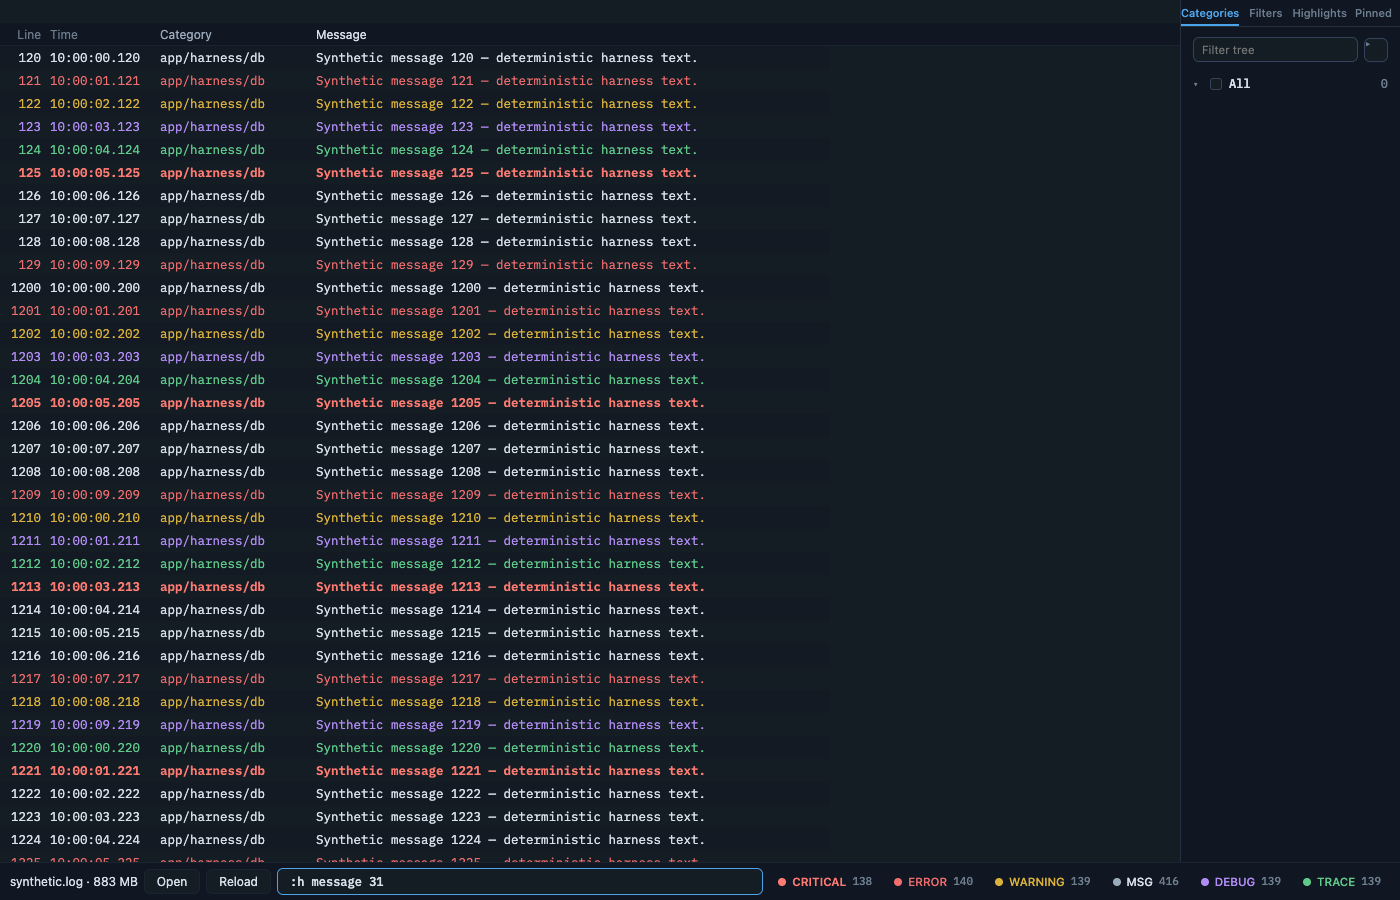 Categories Filters Highlights Pinned
Line Time Category Message
Filter tree
All 0
120 10:00:00.120 app/harness/db Synthetic message 120 — deterministic harness text.
121 10:00:01.121 app/harness/db Synthetic message 121 — deterministic harness text.
122 10:00:02.122 app/harness/db Synthetic message 122 — deterministic harness text.
123 10:00:03.123 app/harness/db Synthetic message 123 — deterministic harness text.
124 10:00:04.124 app/harness/db Synthetic message 124 — deterministic harness text.
125 10:00:05.125 app/harness/db Synthetic message 125 — deterministic harness text.
126 10:00:06.126 app/harness/db Synthetic message 126 — deterministic harness text.
127 10:00:07.127 app/harness/db Synthetic message 127 — deterministic harness text.
128 10:00:08.128 app/harness/db Synthetic message 128 — deterministic harness text.
129 10:00:09.129 app/harness/db Synthetic message 129 — deterministic harness text.
1200 10:00:00.200 app/harness/db Synthetic message 1200 — deterministic harness text.
1201 10:00:01.201 app/harness/db Synthetic message 1201 — deterministic harness text.
1202 10:00:02.202 app/harness/db Synthetic message 1202 — deterministic harness text.
1203 10:00:03.203 app/harness/db Synthetic message 1203 — deterministic harness text.
1204 10:00:04.204 app/harness/db Synthetic message 1204 — deterministic harness text.
1205 10:00:05.205 app/harness/db Synthetic message 1205 — deterministic harness text.
1206 10:00:06.206 app/harness/db Synthetic message 1206 — deterministic harness text.
1207 10:00:07.207 app/harness/db Synthetic message 1207 — deterministic harness text.
1208 10:00:08.208 app/harness/db Synthetic message 1208 — deterministic harness text.
1209 10:00:09.209 app/harness/db Synthetic message 1209 — deterministic harness text.
1210 10:00:00.210 app/harness/db Synthetic message 1210 — deterministic harness text.
1211 10:00:01.211 app/harness/db Synthetic message 1211 — deterministic harness text.
1212 10:00:02.212 app/harness/db Synthetic message 1212 — deterministic harness text.
1213 10:00:03.213 app/harness/db Synthetic message 1213 — deterministic harness text.
1214 10:00:04.214 app/harness/db Synthetic message 1214 — deterministic harness text.
1215 10:00:05.215 app/harness/db Synthetic message 1215 — deterministic harness text.
1216 10:00:06.216 app/harness/db Synthetic message 1216 — deterministic harness text.
1217 10:00:07.217 app/harness/db Synthetic message 1217 — deterministic harness text.
1218 10:00:08.218 app/harness/db Synthetic message 1218 — deterministic harness text.
1219 10:00:09.219 app/harness/db Synthetic message 1219 — deterministic harness text.
1220 10:00:00.220 app/harness/db Synthetic message 1220 — deterministic harness text.
1221 10:00:01.221 app/harness/db Synthetic message 1221 — deterministic harness text.
1222 10:00:02.222 app/harness/db Synthetic message 1222 — deterministic harness text.
1223 10:00:03.223 app/harness/db Synthetic message 1223 — deterministic harness text.
1224 10:00:04.224 app/harness/db Synthetic message 1224 — deterministic harness text.
1225 10:00:05.225 app/harness/db Synthetic message 1225 — deterministic harness text.
synthetic.log · 883 MB Open Reload :h message 31 CRITICAL 138 ERROR 140 WARNING 139 MSG 416 DEBUG 139 TRACE 139